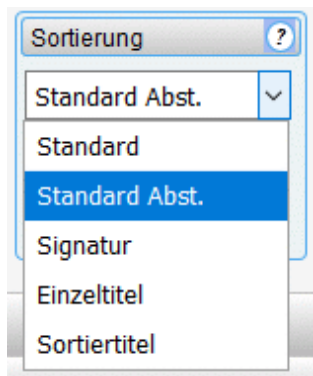 Sortierung ?
Standard Abst.
Standard
Standard Abst.
Signatur
Einzeltitel
Sortiertitel